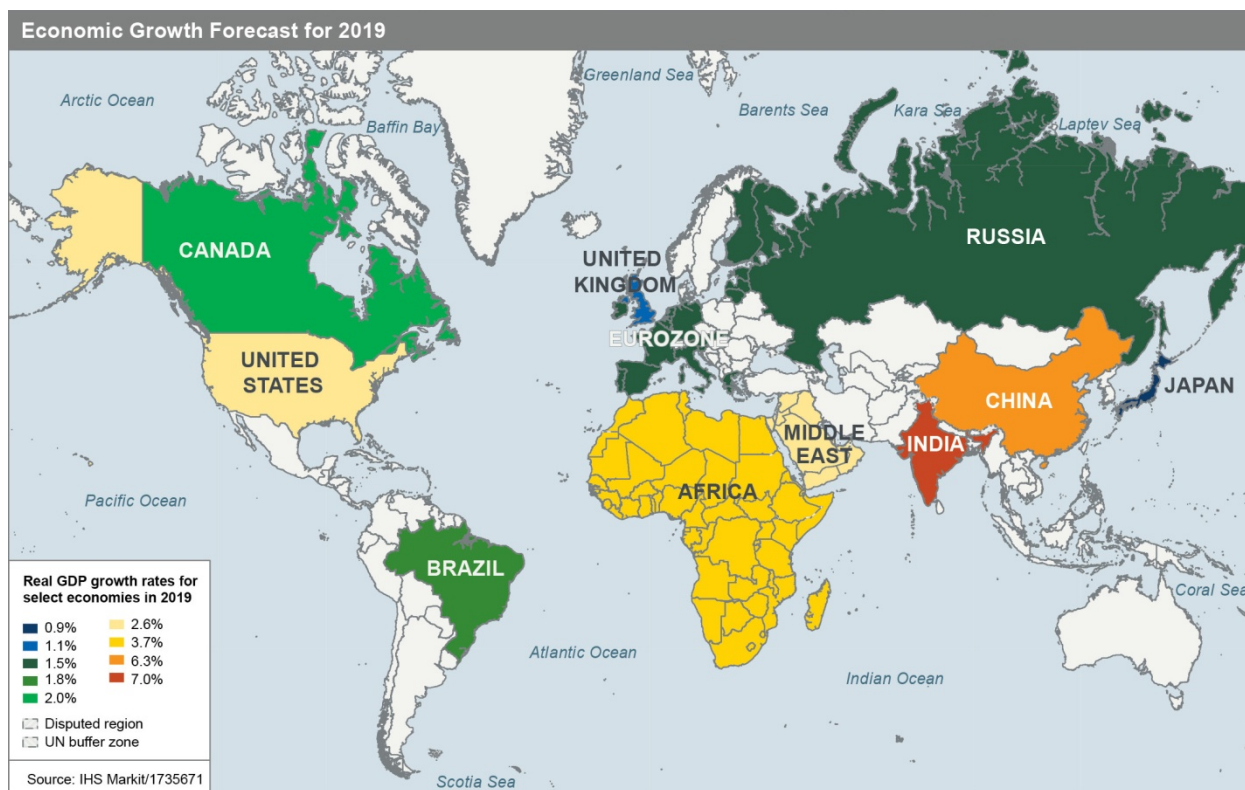 Economic Growth Forecast for 2019
Greenland Sea
Arctic Ocean
Baffin Bay
Barents Sea
Kara Sea
Laptev Sea
CANADA
RUSSIA
UNITED
KINGDOM
EUROZONE
UNITED
STATES
JAPAN
CHINA
MIDDLE
EAST
INDIA
AFRICA
Pacific Ocean
BRAZIL
Coral Sea
Atlantic Ocean
Indian Ocean
Scotia Sea
Real GDP growth rates for
select economies in 2019
0.9%
1.1%
1.5%
1.8%
2.0%
2.6%
3.7%
6.3%
7.0%
Disputed region
UN buffer zone
Source: IHS Markit/1735671